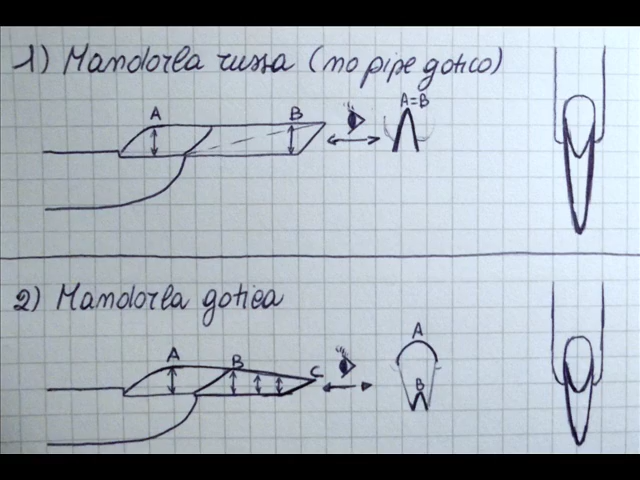 1) Mandorla russa (no pipe gotico)
A B A=B
2) Mandorla gotica
A B C A
B